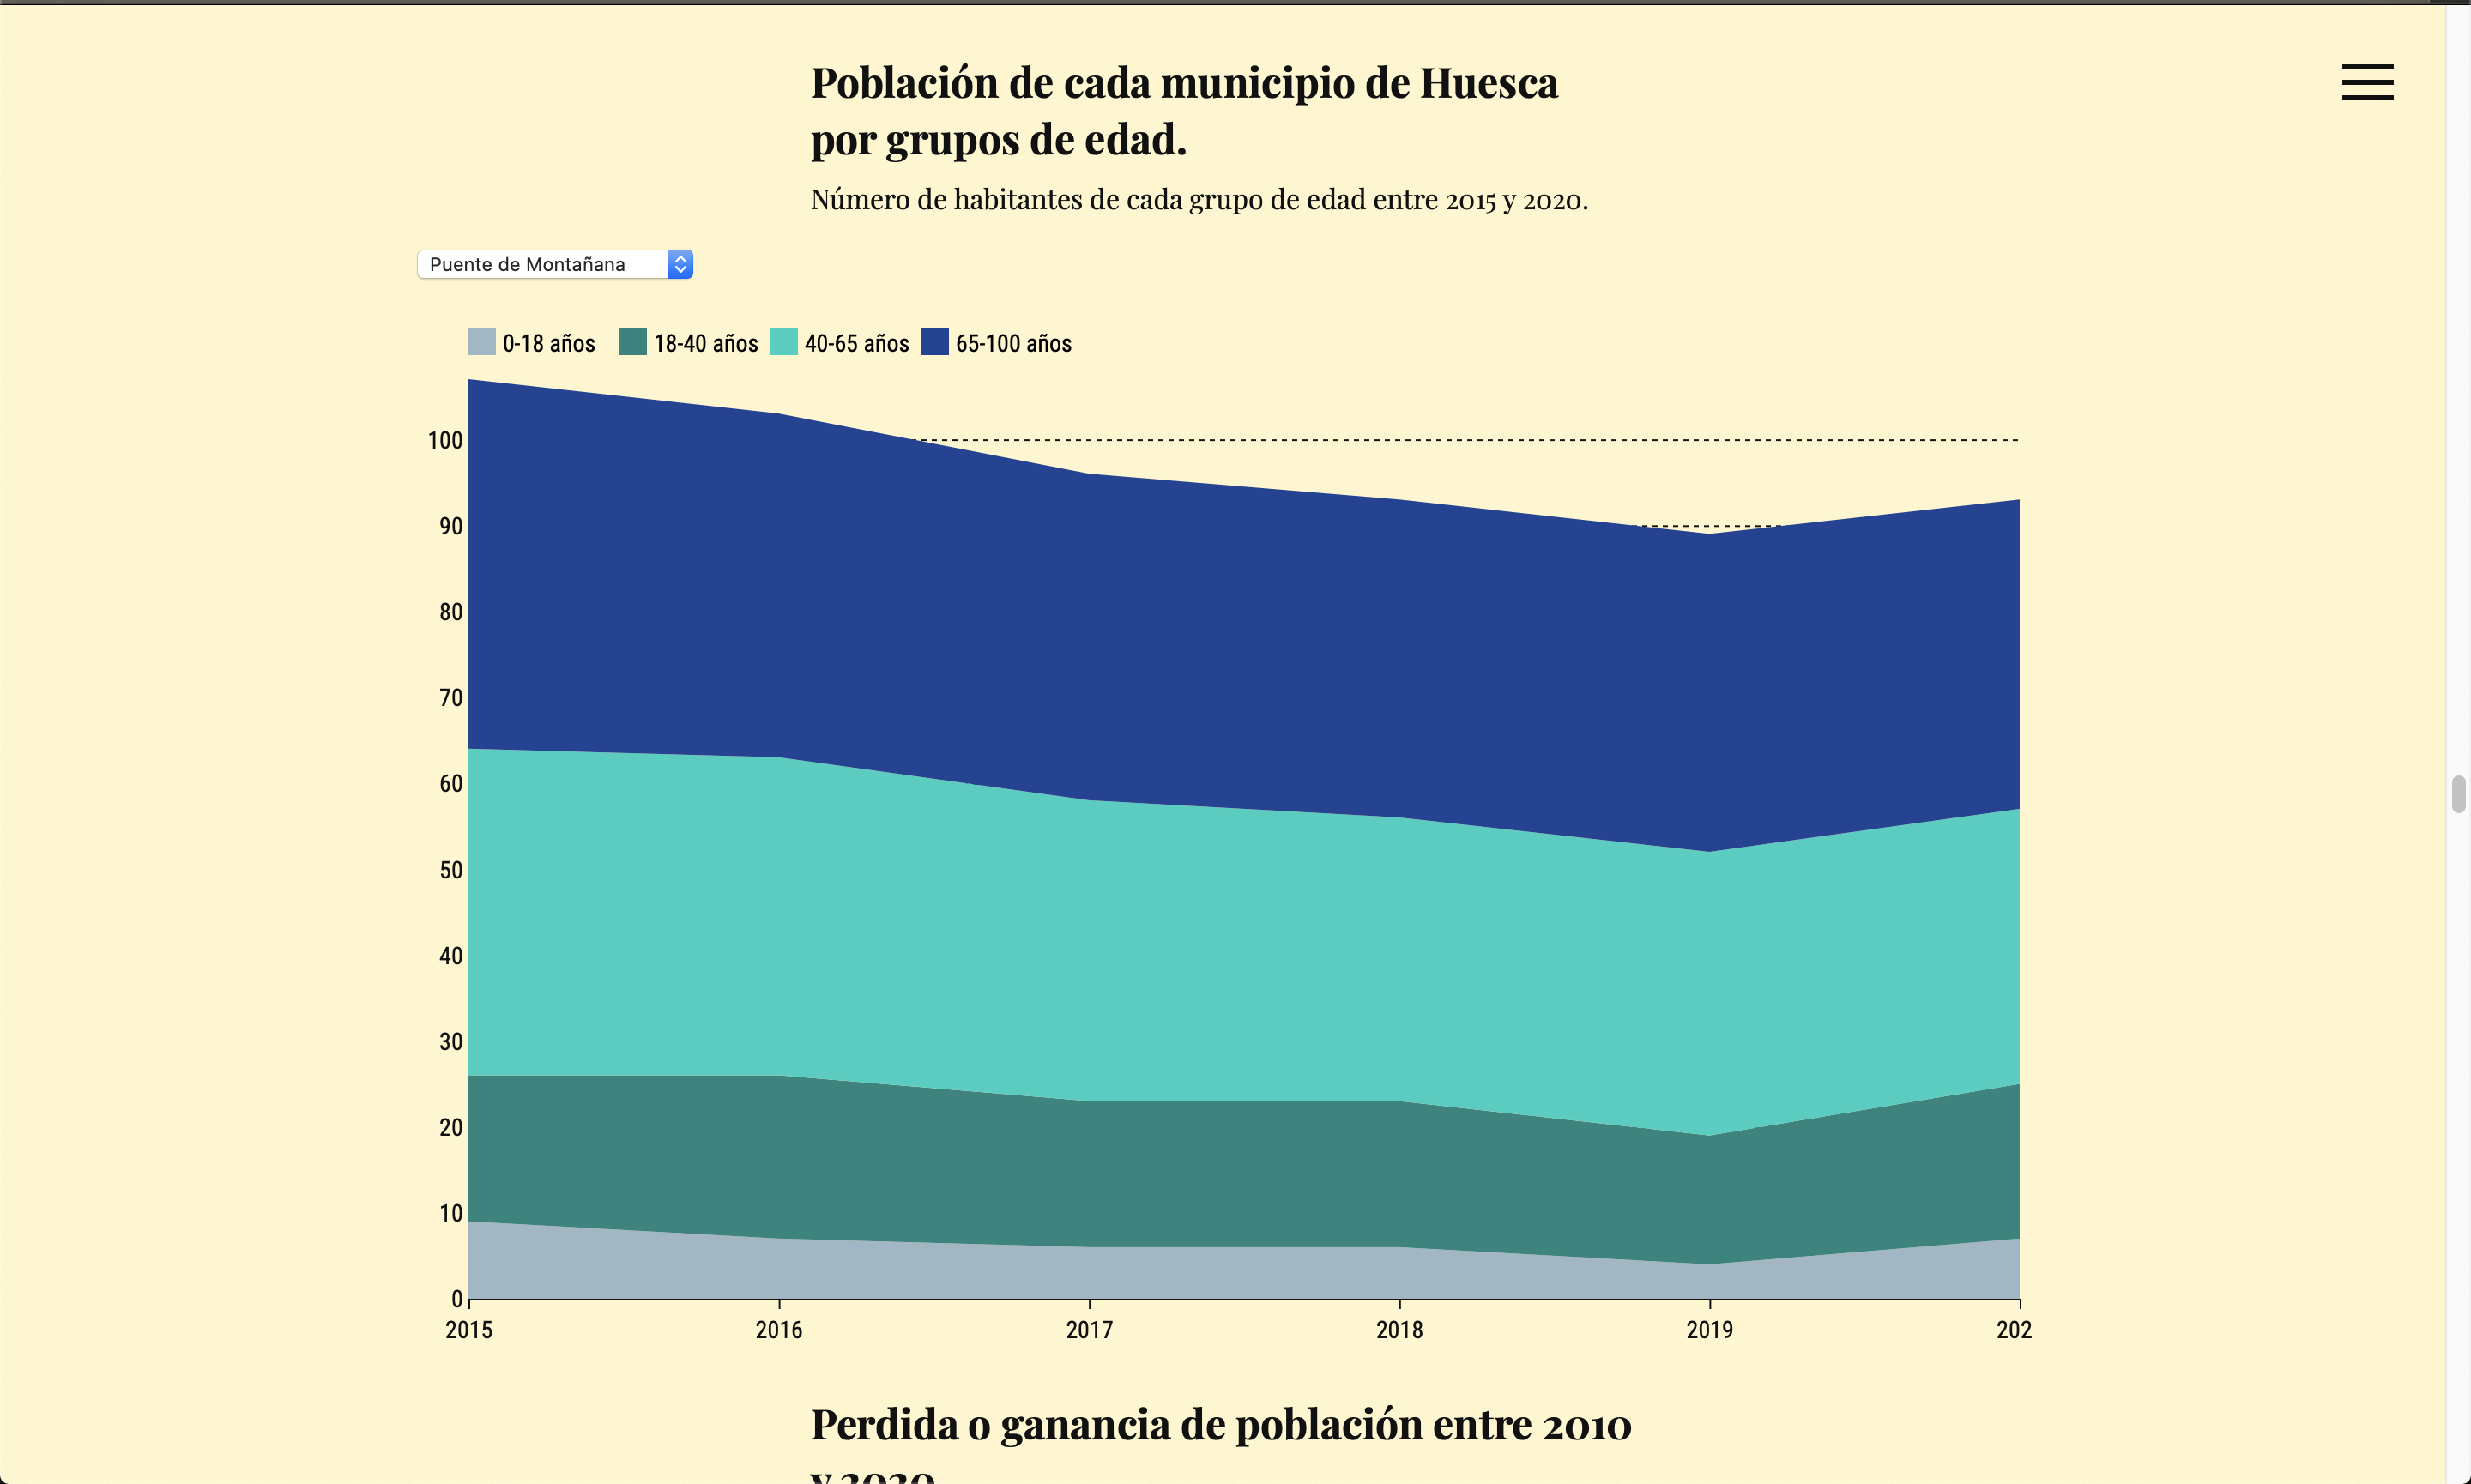 Población de cada municipio de Huesca
por grupos de edad.
Número de habitantes de cada grupo de edad entre 2015 y 2020.
Puente de Montañana
0-18 años 18-40 años 40-65 años 65-100 años
100
90
80
70
60
50
40
30
20
10
0
2015 2016 2017 2018 2019 202
Perdida o ganancia de población entre 2010
y 2020